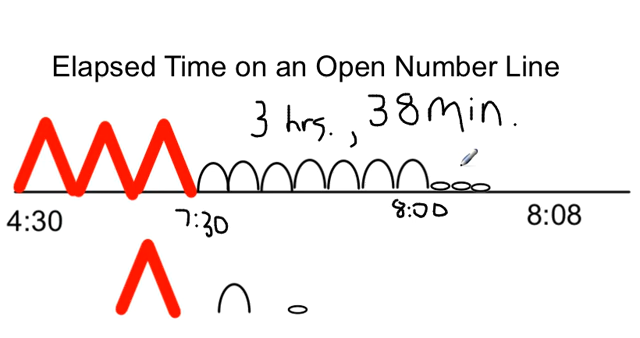 Elapsed Time on an Open Number Line
3 hrs., 38 min.
4:30 7:30 8:00 8:08